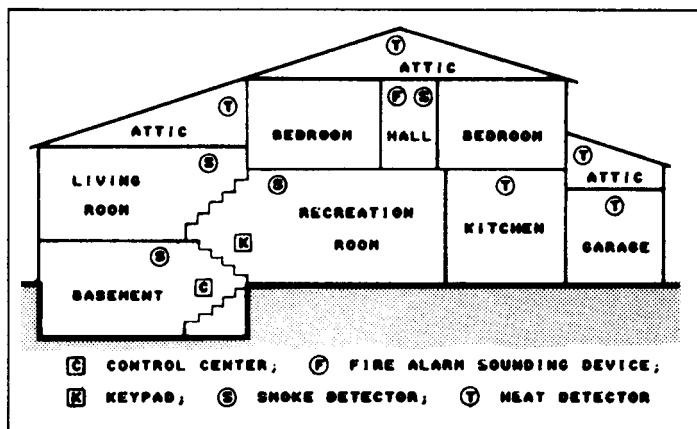 T
ATTIC
T
ATTIC
F S
BEDROOM
HALL
BEDROOM
S
LIVING
ROOM
S
RECREATION
ROOM
T
KITCHEN
T
ATTIC
T
GARAGE
K
S
BASEMENT
C
C CONTROL CENTER; F FIRE ALARM SOUNDING DEVICE;
K KEYPAD; S SMOKE DETECTOR; T HEAT DETECTOR